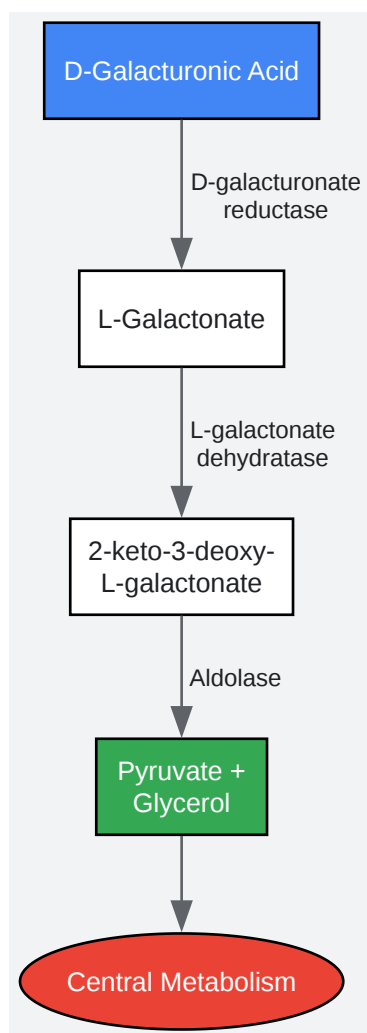 D-Galacturonic Acid
D-galacturonate
reductase
L-Galactonate
L-galactonate
dehydratase
2-keto-3-deoxy-
L-galactonate
Aldolase
Pyruvate +
Glycerol
Central Metabolism